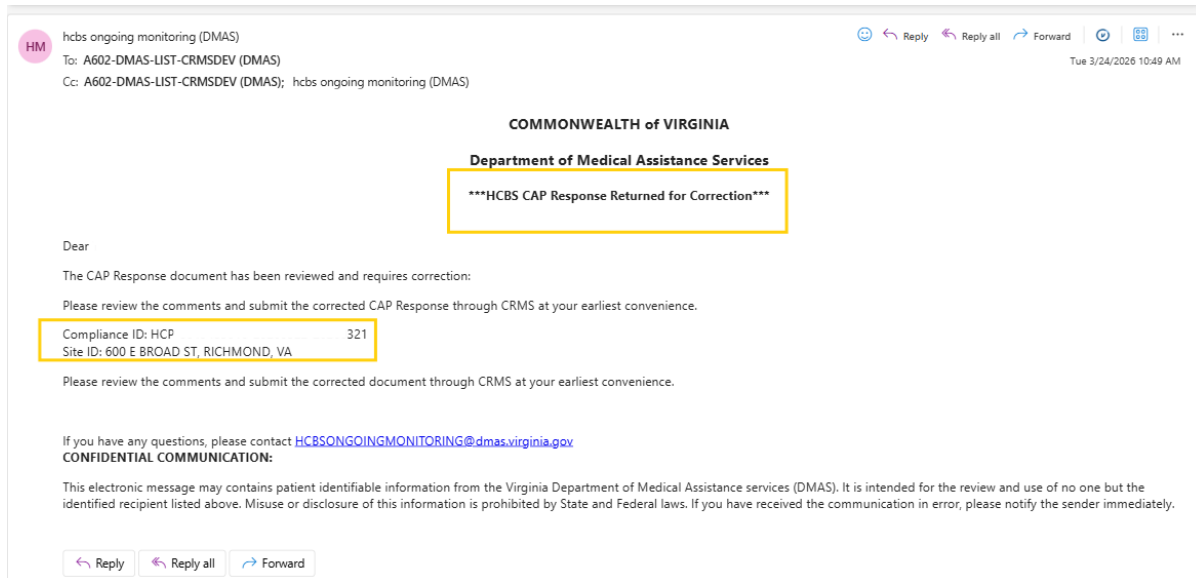 HM
hcbs ongoing monitoring (DMAS)
Reply Reply all Forward
To: A602-DMAS-LIST-CRMSDEV (DMAS)
Tue 3/24/2026 10:49 AM
Cc: A602-DMAS-LIST-CRMSDEV (DMAS); hcbs ongoing monitoring (DMAS)
COMMONWEALTH of VIRGINIA
Department of Medical Assistance Services
***HCBS CAP Response Returned for Correction***
Dear
The CAP Response document has been reviewed and requires correction:
Please review the comments and submit the corrected CAP Response through CRMS at your earliest convenience.
Compliance ID: HCP 321
Site ID: 600 E BROAD ST, RICHMOND, VA
Please review the comments and submit the corrected document through CRMS at your earliest convenience.
If you have any questions, please contact HCBSONGOINGMONITORING@dmas.virginia.gov
CONFIDENTIAL COMMUNICATION:
This electronic message may contains patient identifiable information from the Virginia Department of Medical Assistance services (DMAS). It is intended for the review and use of no one but the
identified recipient listed above. Misuse or disclosure of this information is prohibited by State and Federal laws. If you have received the communication in error, please notify the sender immediately.
Reply Reply all Forward